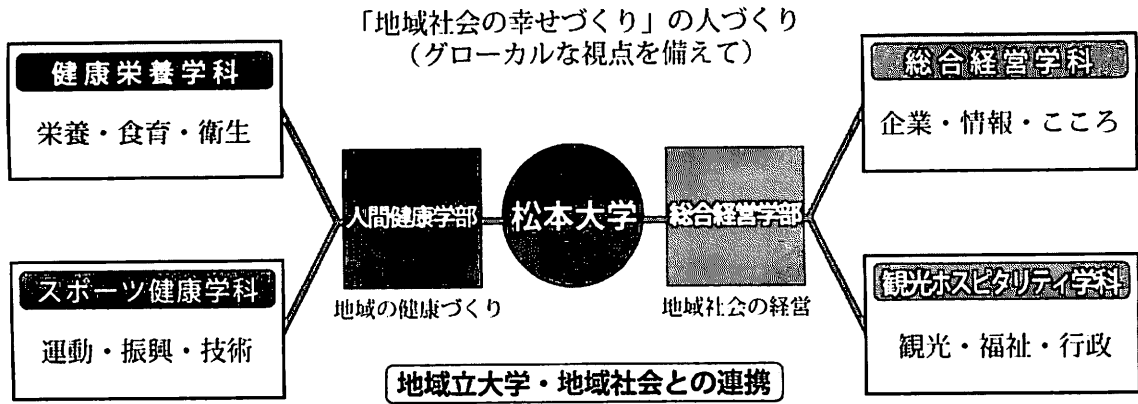 「地域社会の幸せづくり」の人づくり
(グローカルな視点を備えて)
健康栄養学科
栄養・食育・衛生
スポーツ健康学科
運動・振興・技術
人間健康学部
地域の健康づくり
松本大学
総合経営学部
地域社会の経営
総合経営学科
企業・情報・こころ
観光ホスピタリティ学科
観光・福祉・行政
地域立大学・地域社会との連携